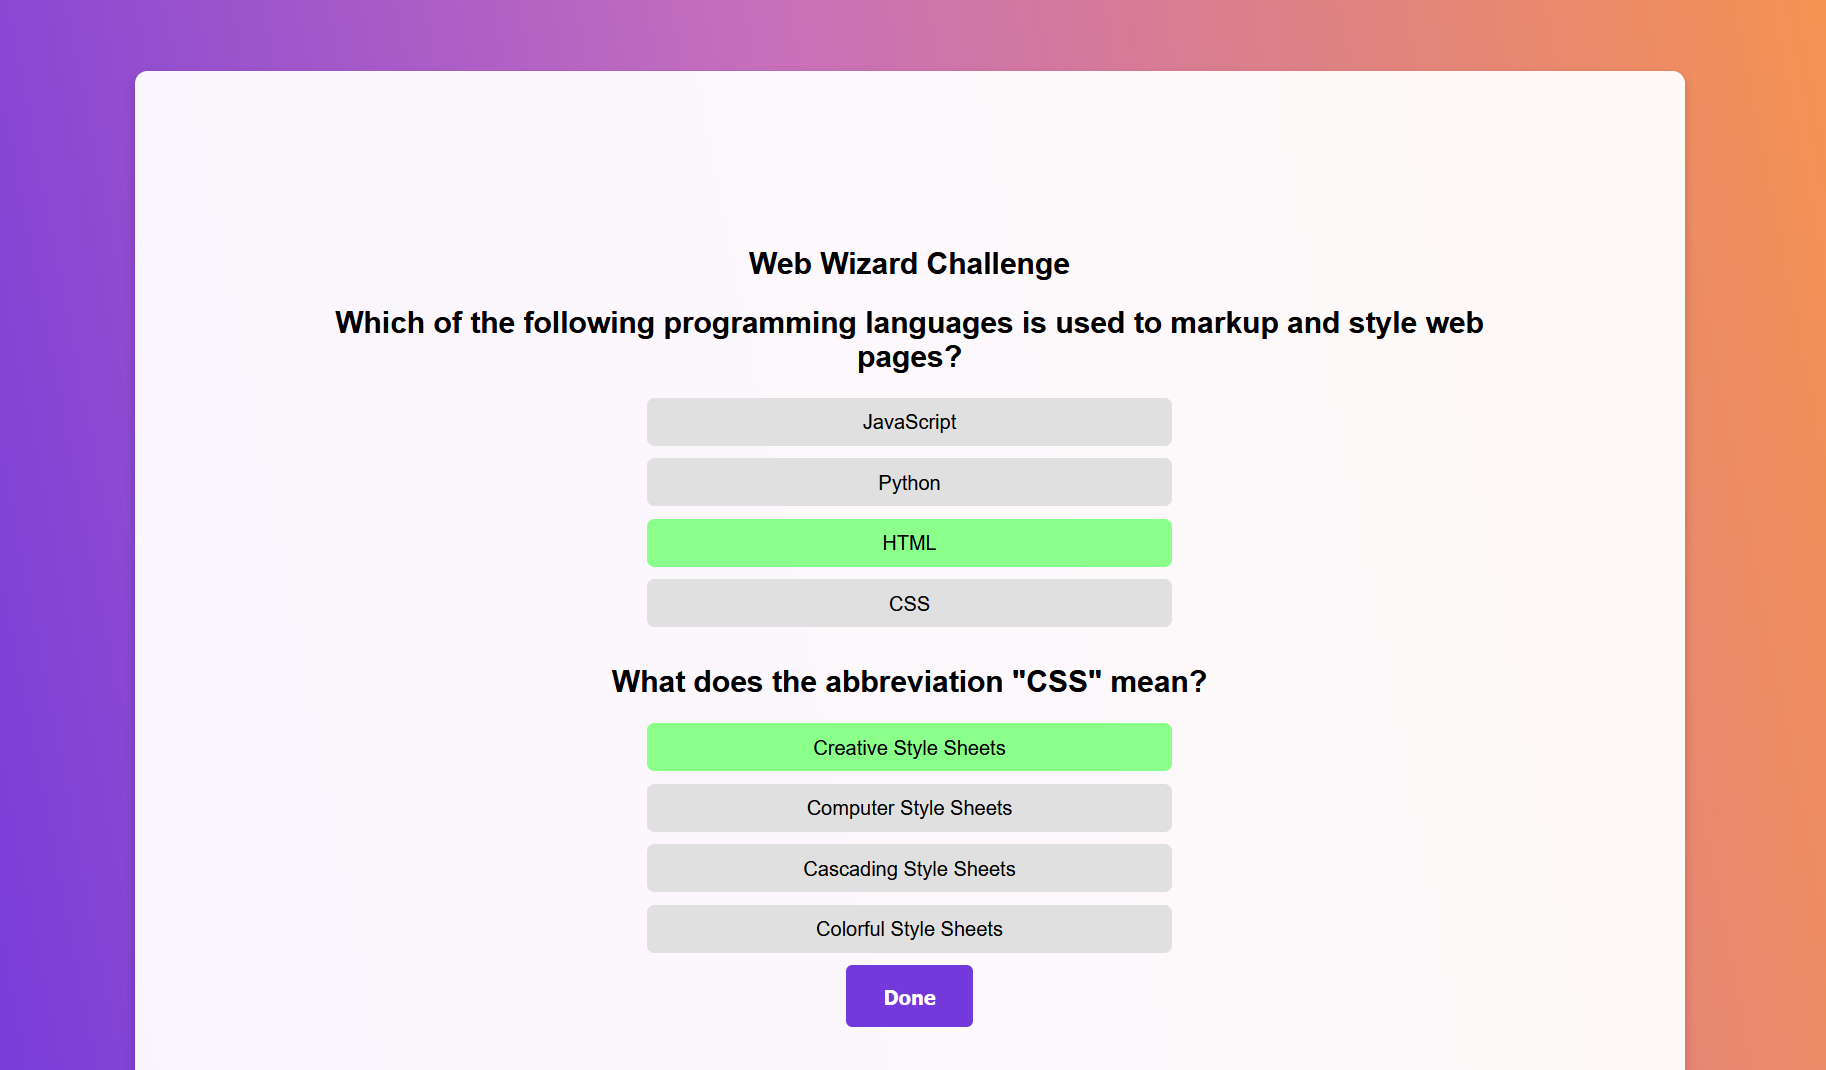 Web Wizard Challenge
Which of the following programming languages is used to markup and style web
pages?
JavaScript
Python
HTML
CSS
What does the abbreviation "CSS" mean?
Creative Style Sheets
Computer Style Sheets
Cascading Style Sheets
Colorful Style Sheets
Done